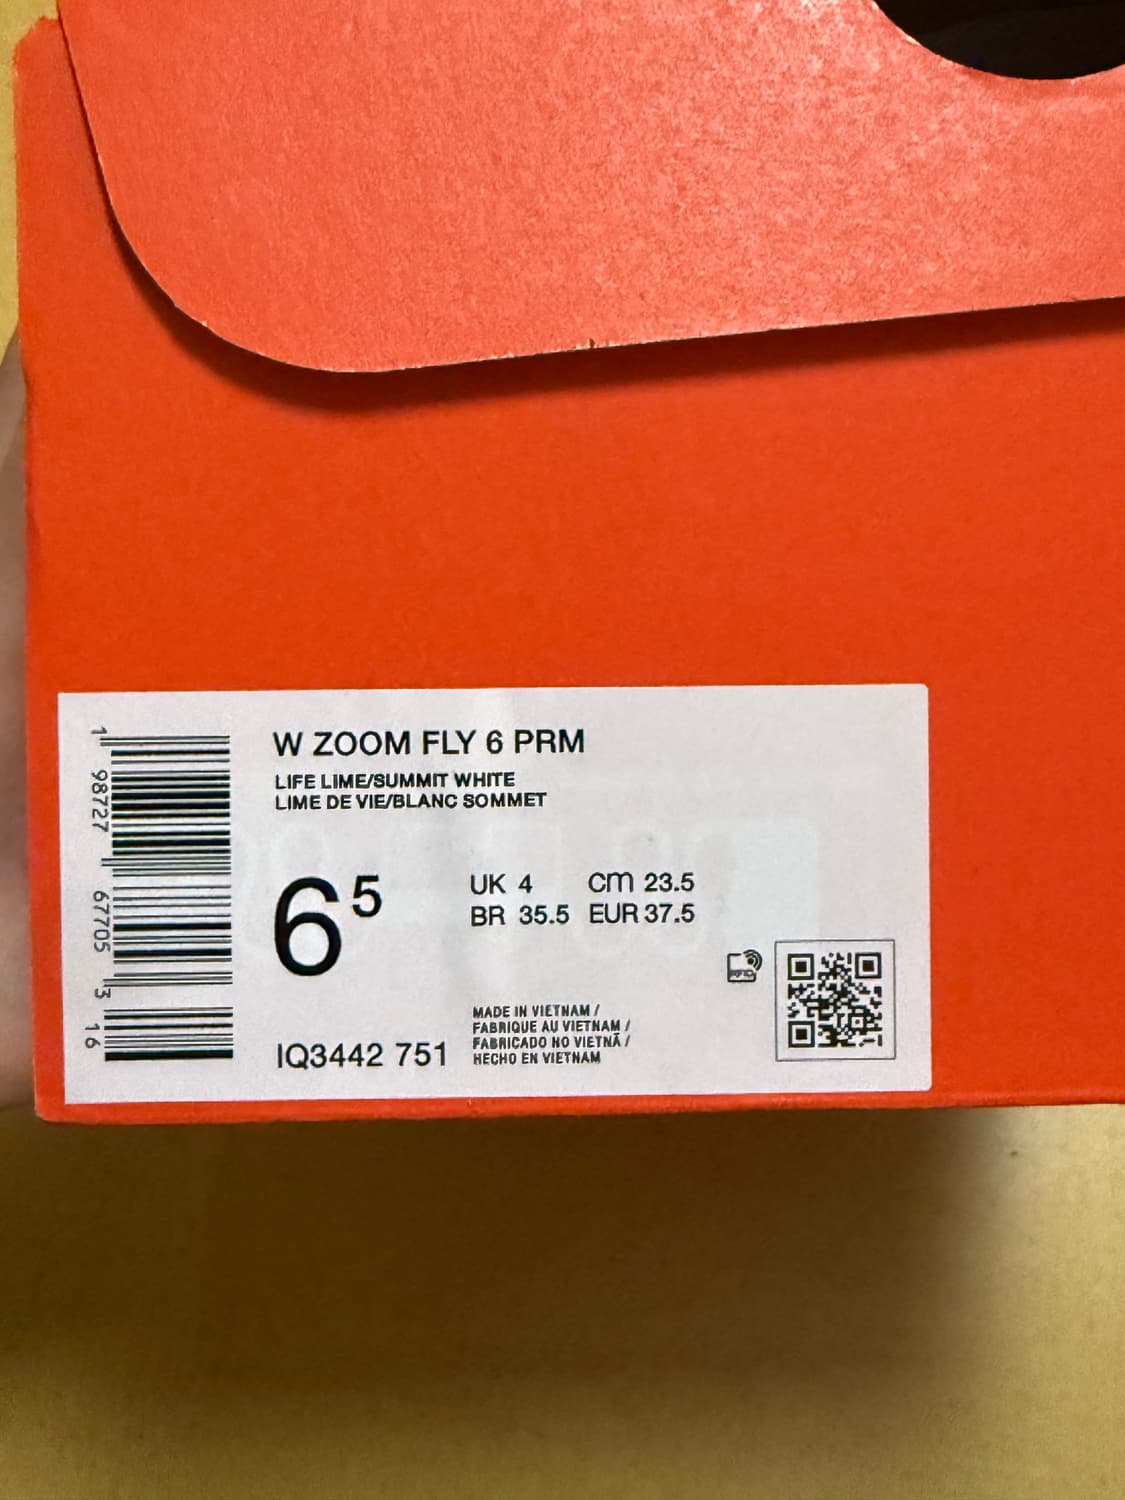 W ZOOM FLY 6 PRM
LIFE LIME/SUMMIT WHITE
LIME DE VIE/BLANC SOMMET
6⁵
UK 4 cm 23.5
BR 35.5 EUR 37.5
RFID
IQ3442 751
MADE IN VIETNAM /
FABRIQUE AU VIETNAM /
FABRICADO NO VIETNÃ /
HECHO EN VIETNAM
1 98727 67705 3 16